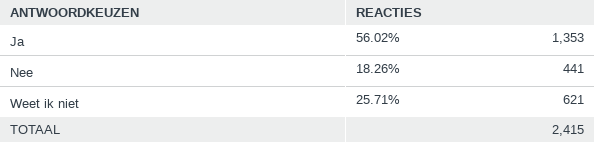 ANTWOORDKEUZEN REACTIES
Ja 56.02% 1,353
Nee 18.26% 441
Weet ik niet 25.71% 621
TOTAAL 2,415